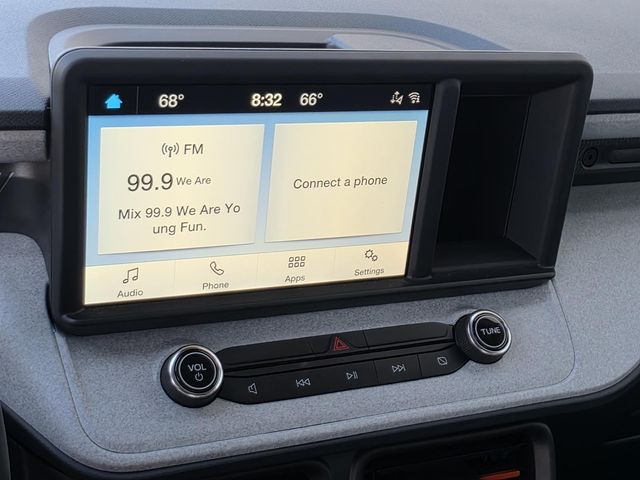 68° 8:32 66°
FM
99.9 We Are
Mix 99.9 We Are Yo
ung Fun.
Connect a phone
Audio Phone Apps Settings
VOL
TUNE